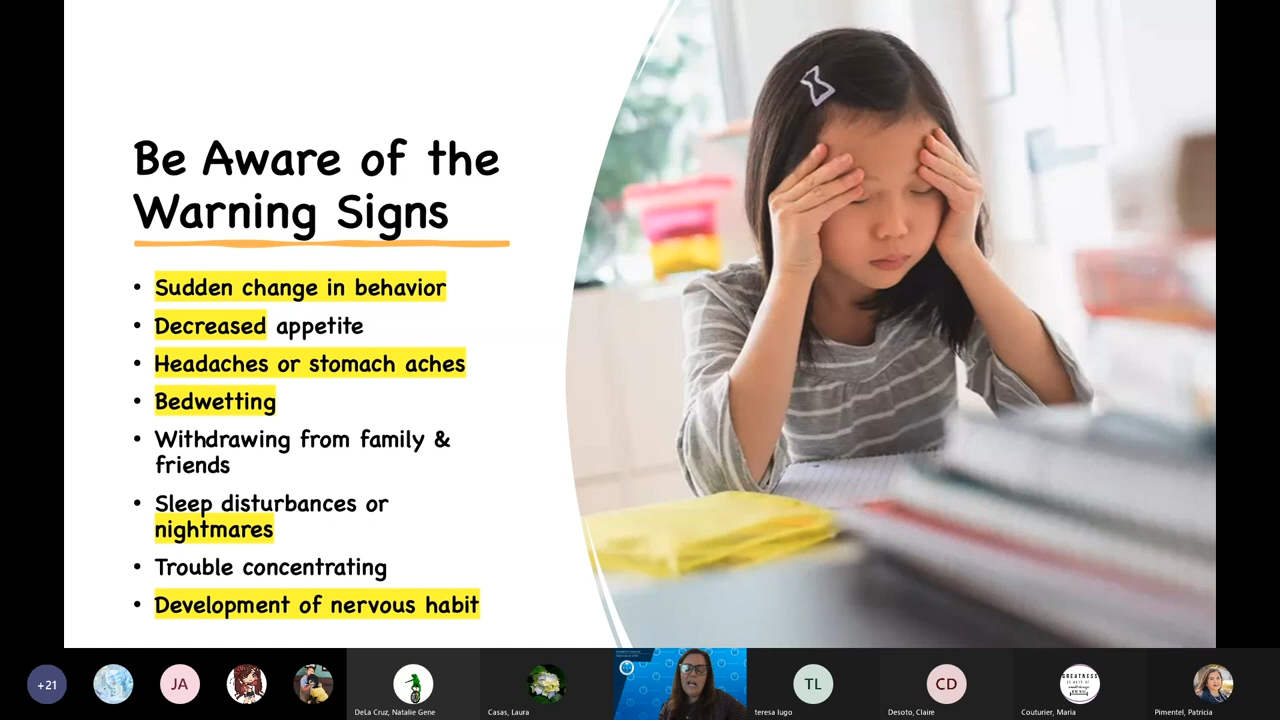 Be Aware of the
Warning Signs
• Sudden change in behavior
• Decreased appetite
• Headaches or stomach aches
• Bedwetting
• Withdrawing from family &
friends
• Sleep disturbances or
nightmares
• Trouble concentrating
• Development of nervous habit
+21
JA
DeLa Cruz, Natalie Gene
Casas, Laura
TL
teresa lugo
CD
Desoto, Claire
GREATNESS
Couturier, Maria
Pimentel, Patricia